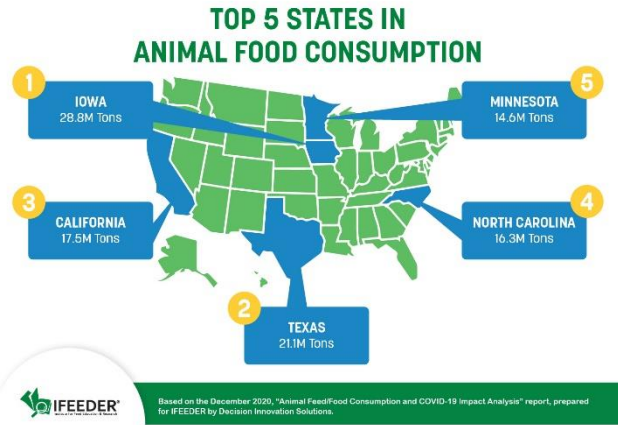 TOP 5 STATES IN
ANIMAL FOOD CONSUMPTION
1
IOWA
28.8M Tons
5
MINNESOTA
14.6M Tons
3
CALIFORNIA
17.5M Tons
4
NORTH CAROLINA
16.3M Tons
2
TEXAS
21.1M Tons
IFEEDER
Based on the December 2020, "Animal Feed/Food Consumption and COVID-19 Impact Analysis" report, prepared
for IFEEDER by Decision Innovation Solutions.